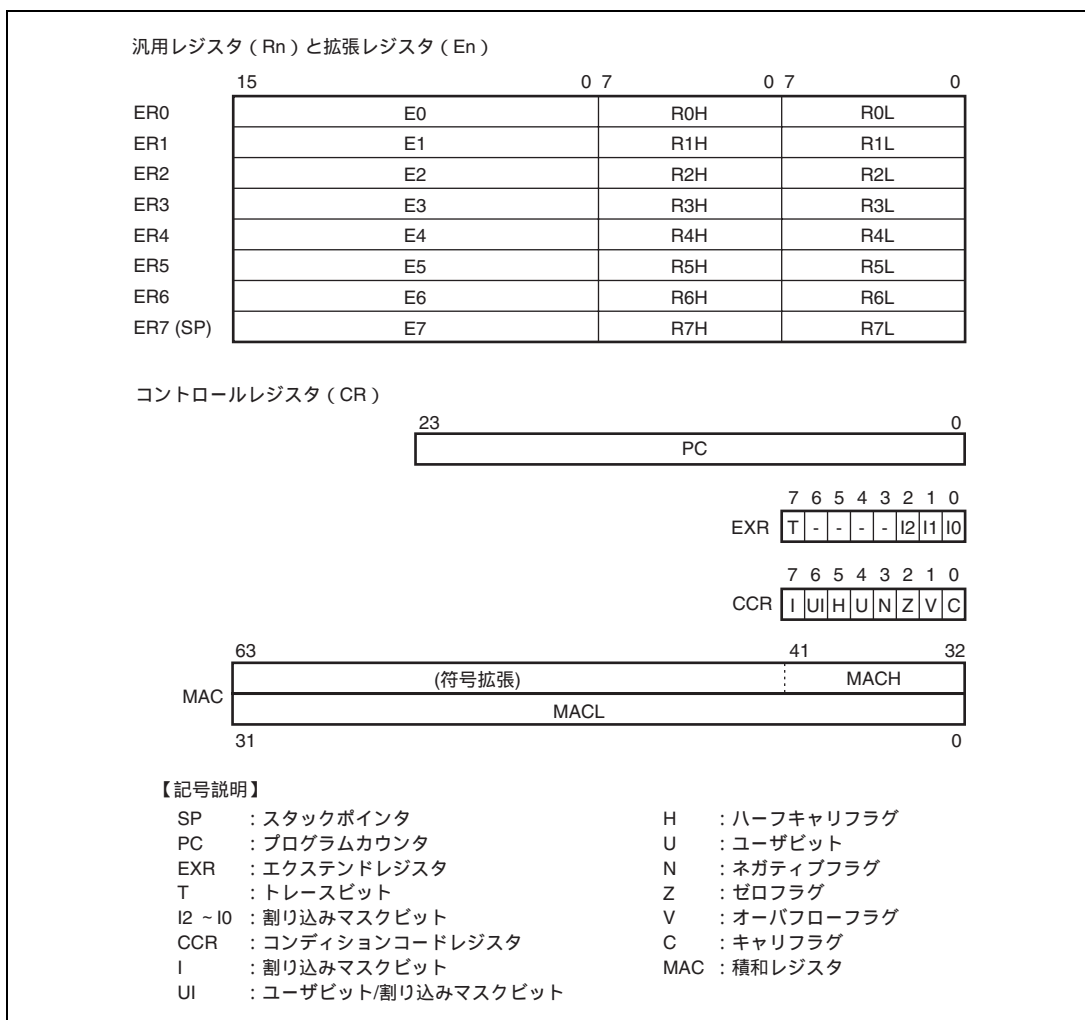 汎用レジスタ（Rn）と拡張レジスタ（En）
15 0 7 0 7 0
ER0 E0 R0H R0L
ER1 E1 R1H R1L
ER2 E2 R2H R2L
ER3 E3 R3H R3L
ER4 E4 R4H R4L
ER5 E5 R5H R5L
ER6 E6 R6H R6L
ER7 (SP) E7 R7H R7L
コントロールレジスタ（CR）
23 0
PC
7 6 5 4 3 2 1 0
EXR T - - - - I2 I1 I0
7 6 5 4 3 2 1 0
CCR I UI H U N Z V C
63 41 32
MAC (符号拡張) MACH
MACL
31 0
【記号説明】
SP ：スタックポインタ
PC ：プログラムカウンタ
EXR ：エクステンドレジスタ
T ：トレースビット
I2 ~ I0 ：割り込みマスクビット
CCR ：コンディションコードレジスタ
I ：割り込みマスクビット
UI ：ユーザビット/割り込みマスクビット
H ：ハーフキャリフラグ
U ：ユーザビット
N ：ネガティブフラグ
Z ：ゼロフラグ
V ：オーバフローフラグ
C ：キャリフラグ
MAC ：積和レジスタ